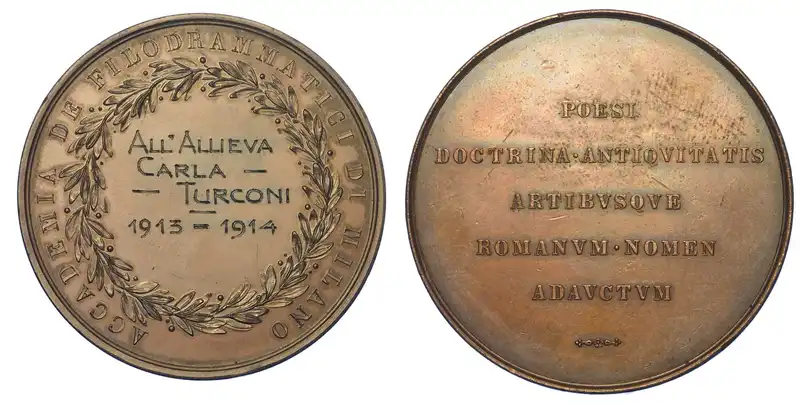 ACCADEMIA DE FILODRAMMATICI DI MILANO
ALL'ALLIEVA
CARLA —
— TURCONI
—
1913 = 1914
POESI
DOCTRINA · ANTIQVITATIS
ARTIBVSQVE
ROMANVM · NOMEN
ADAVCTVM